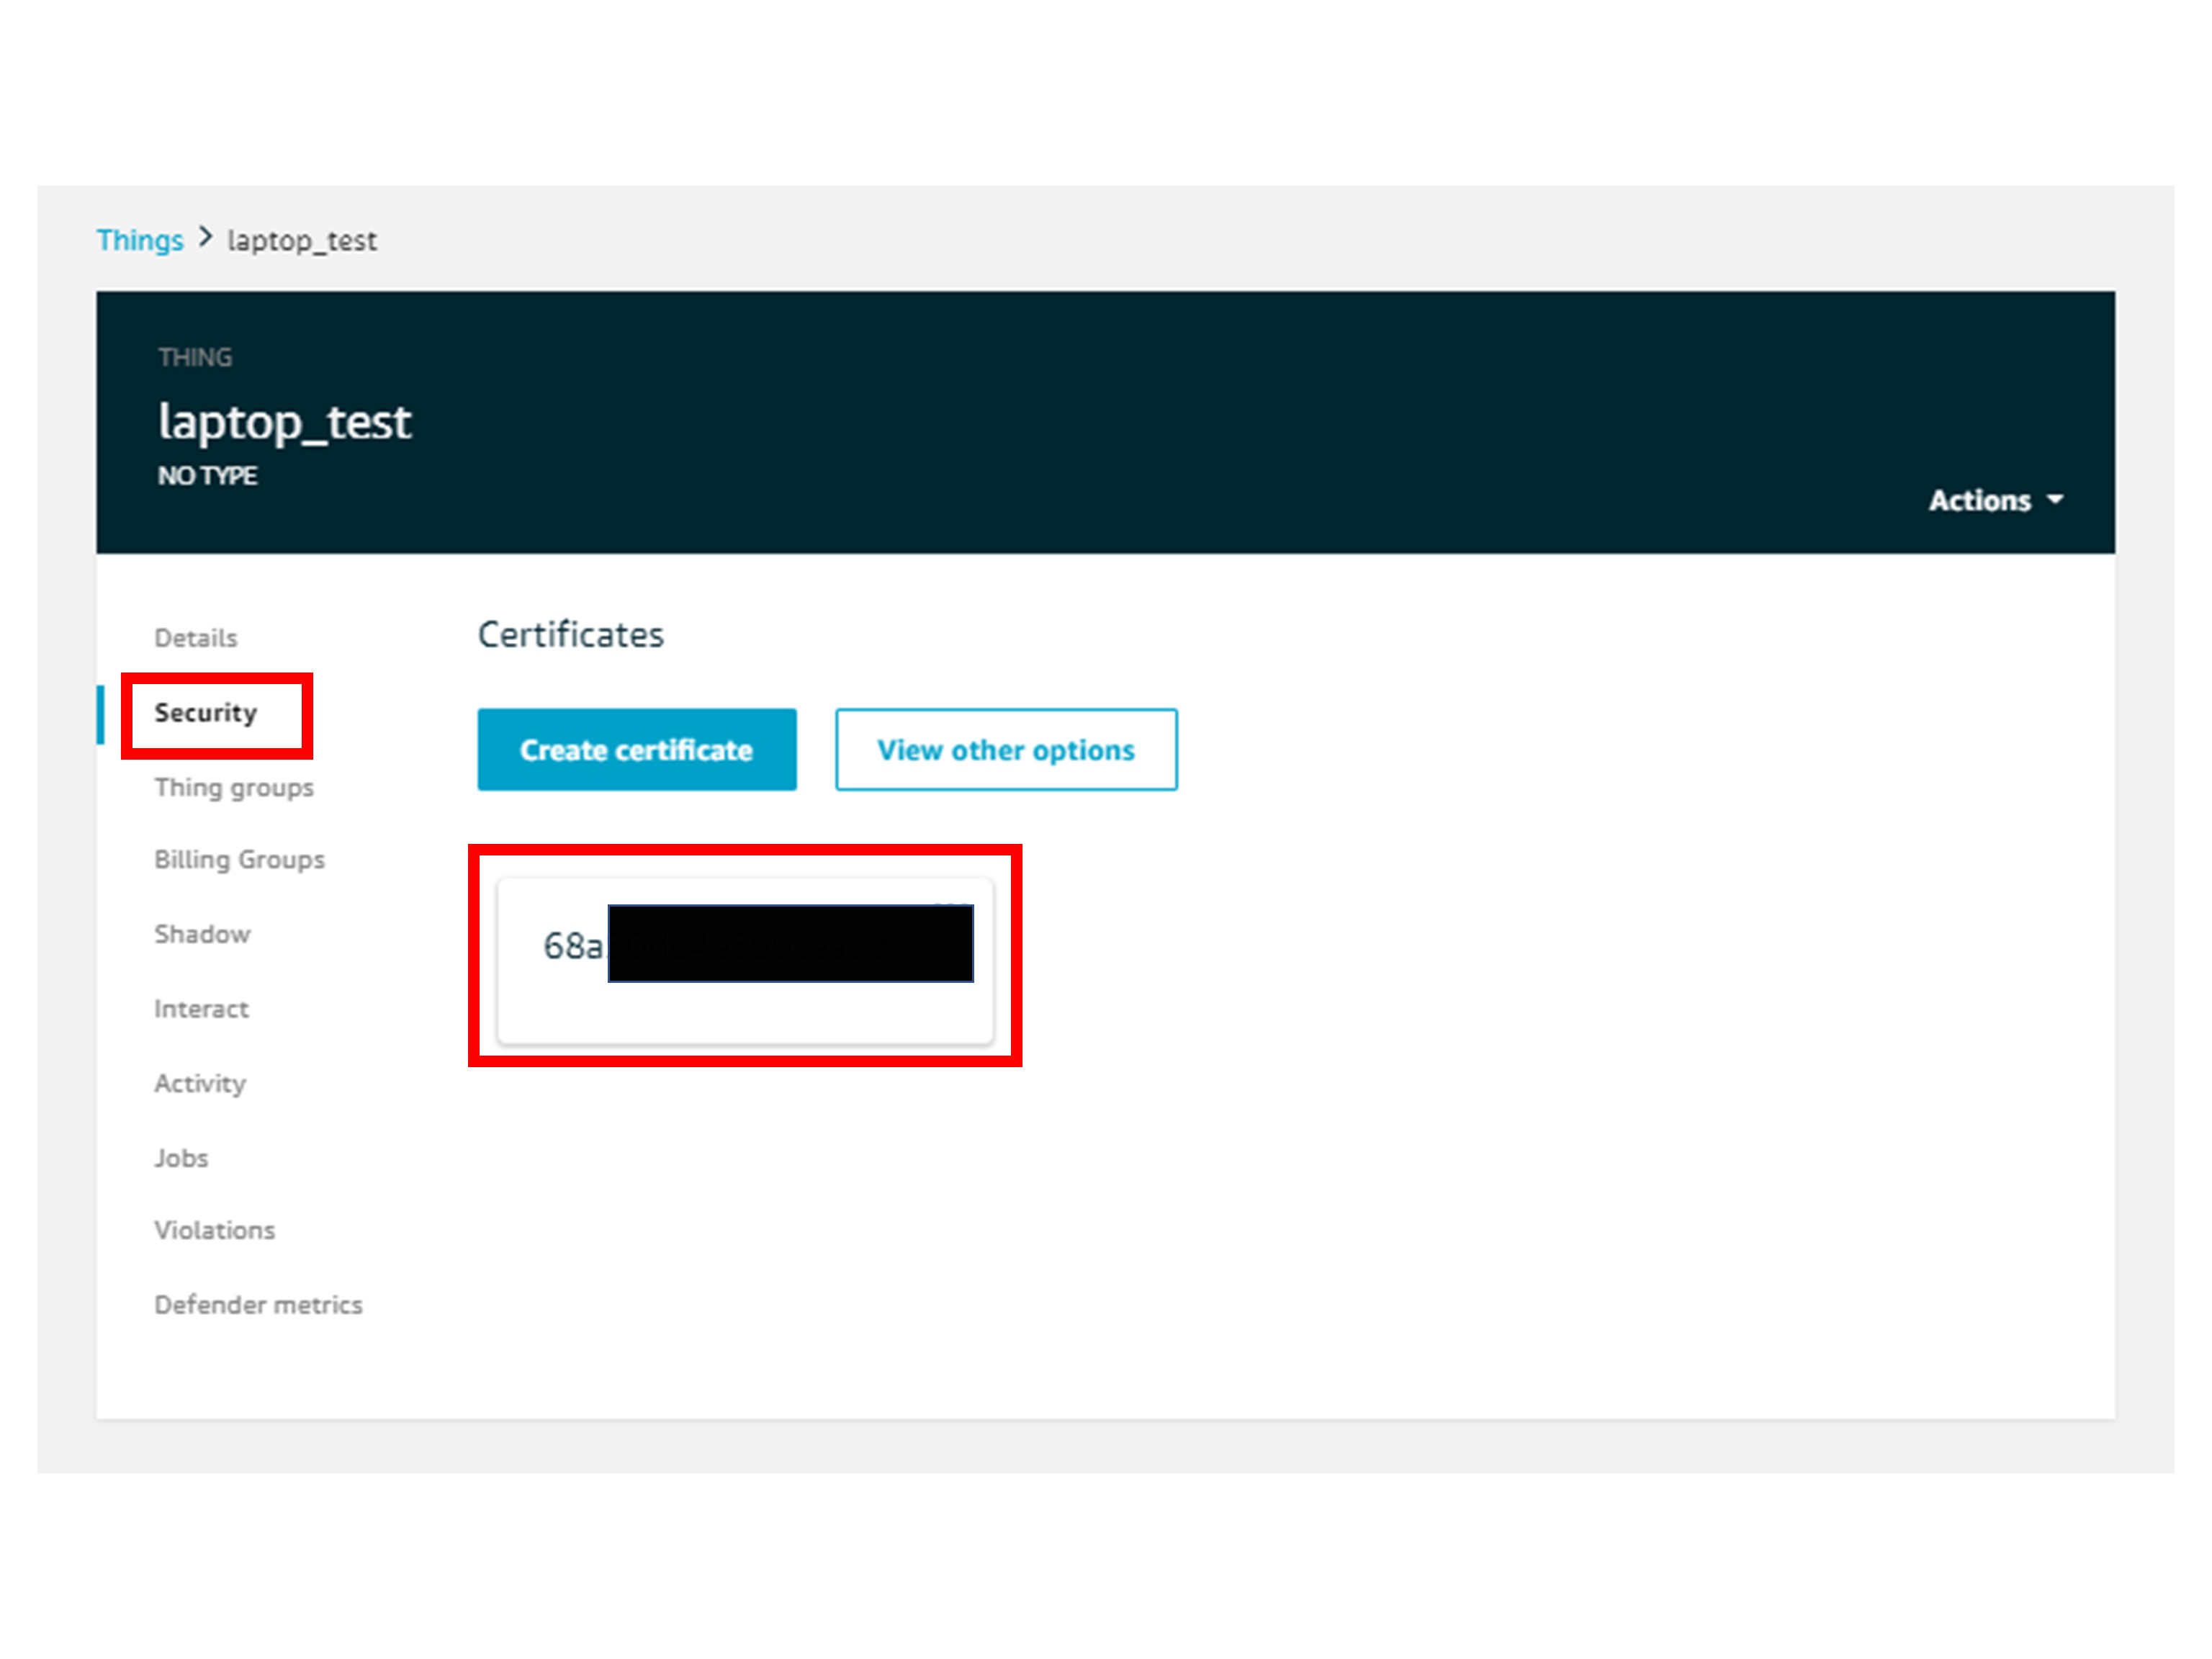 Things > laptop_test
THING
laptop_test
NO TYPE
Actions
Details
Security
Thing groups
Billing Groups
Shadow
Interact
Activity
Jobs
Violations
Defender metrics
Certificates
Create certificate
View other options
68a